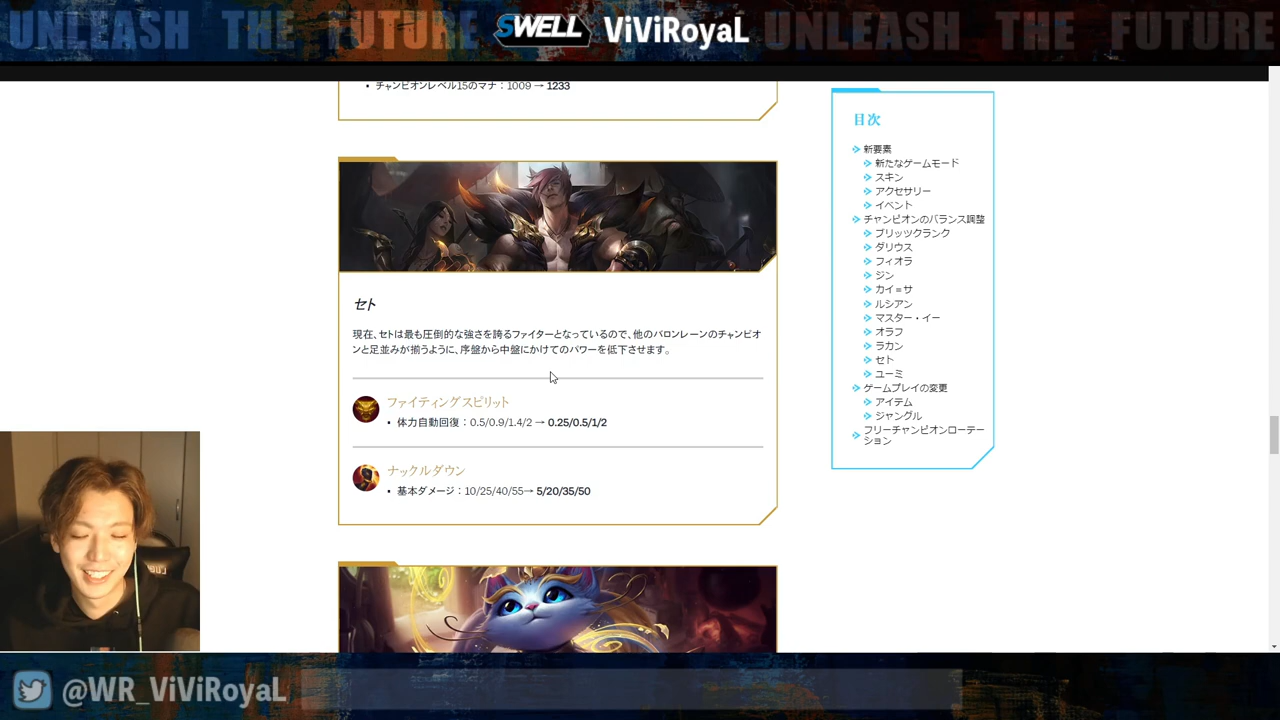 UNLEASH THE FUTURE
SWELL ViViRoyaL
UNLEASH THE FUTURE
• チャンピオンレベル15のマナ：1009 → 1233
セト
現在、セトは最も圧倒的な強さを誇るファイターとなっているので、他のバロンレーンのチャンピオ
ンと足並みが揃うように、序盤から中盤にかけてのパワーを低下させます。
ファイティングスピリット
• 体力自動回復：0.5/0.9/1.4/2 → 0.25/0.5/1/2
ナックルダウン
• 基本ダメージ：10/25/40/55→ 5/20/35/50
目次
新要素
新たなゲームモード
スキン
アクセサリー
イベント
チャンピオンのバランス調整
ブリッツクランク
ダリウス
フィオラ
ジン
カイ＝サ
ルシアン
マスター・イー
オラフ
ラカン
セト
ユーミ
ゲームプレイの変更
アイテム
ジャングル
フリーチャンピオンローテー
ション
@WR_ViViRoyaL